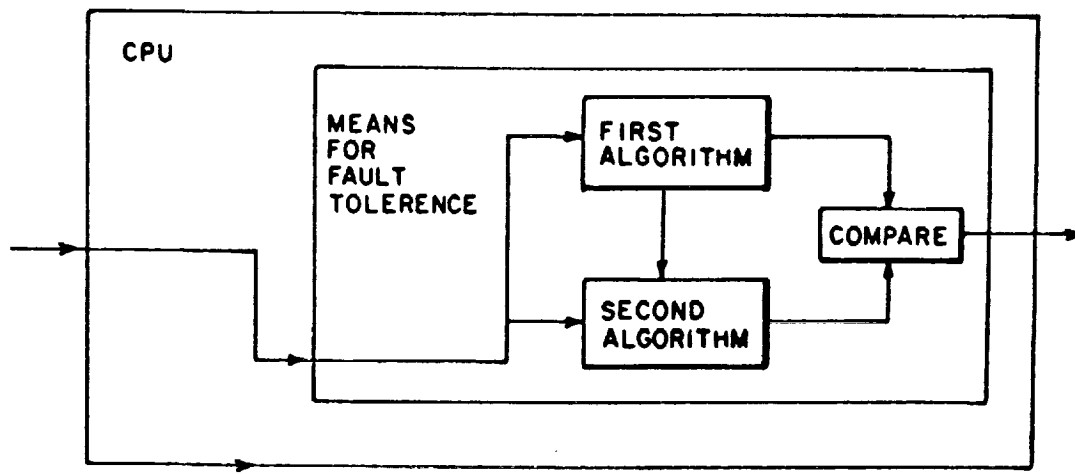 CPU
MEANS
FOR
FAULT
TOLERENCE
FIRST
ALGORITHM
COMPARE
SECOND
ALGORITHM